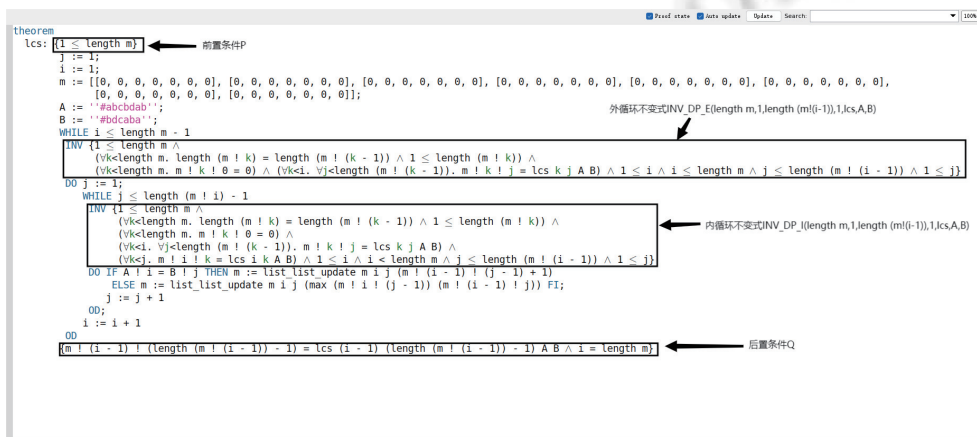 Proof state Auto update Update Search: 100%
theorem
lcs: {1 ≤ length m} 前置条件P
j := 1;
i := 1;
m := [[0, 0, 0, 0, 0, 0, 0], [0, 0, 0, 0, 0, 0, 0], [0, 0, 0, 0, 0, 0, 0], [0, 0, 0, 0, 0, 0, 0], [0, 0, 0, 0, 0, 0, 0], [0, 0, 0, 0, 0, 0, 0],
[0, 0, 0, 0, 0, 0, 0], [0, 0, 0, 0, 0, 0, 0]];
A := ''#abcbdab'';
B := ''#bdcaba''; 外循环不变式INV_DP_E(length m,1,length (m!(i-1)),1,lcs,A,B)
WHILE i ≤ length m - 1
INV {1 ≤ length m ∧
(∀k<length m. length (m ! k) = length (m ! (k - 1)) ∧ 1 ≤ length (m ! k)) ∧
(∀k<length m. m ! k ! 0 = 0) ∧ (∀k<i. ∀j<length (m ! (k - 1)). m ! k ! j = lcs k j A B) ∧ 1 ≤ i ∧ i ≤ length m ∧ j ≤ length (m ! (i - 1)) ∧ 1 ≤ j}
DO j := 1;
WHILE j ≤ length (m ! i) - 1
INV {1 ≤ length m ∧
(∀k<length m. length (m ! k) = length (m ! (k - 1)) ∧ 1 ≤ length (m ! k)) ∧ 内循环不变式INV_DP_I(length m,1,length (m!(i-1)),1,lcs,A,B)
(∀k<length m. m ! k ! 0 = 0) ∧
(∀k<i. ∀j<length (m ! (k - 1)). m ! k ! j = lcs k j A B) ∧
(∀k<j. m ! i ! k = lcs i k A B) ∧ 1 ≤ i ∧ i < length m ∧ j ≤ length (m ! (i - 1)) ∧ 1 ≤ j}
DO IF A ! i = B ! j THEN m := list_list_update m i j (m ! (i - 1) ! (j - 1) + 1)
ELSE m := list_list_update m i j (max (m ! i ! (j - 1)) (m ! (i - 1) ! j)) FI;
j := j + 1
OD;
i := i + 1
OD
{m ! (i - 1) ! (length (m ! (i - 1)) - 1) = lcs (i - 1) (length (m ! (i - 1)) - 1) A B ∧ i = length m} 后置条件Q